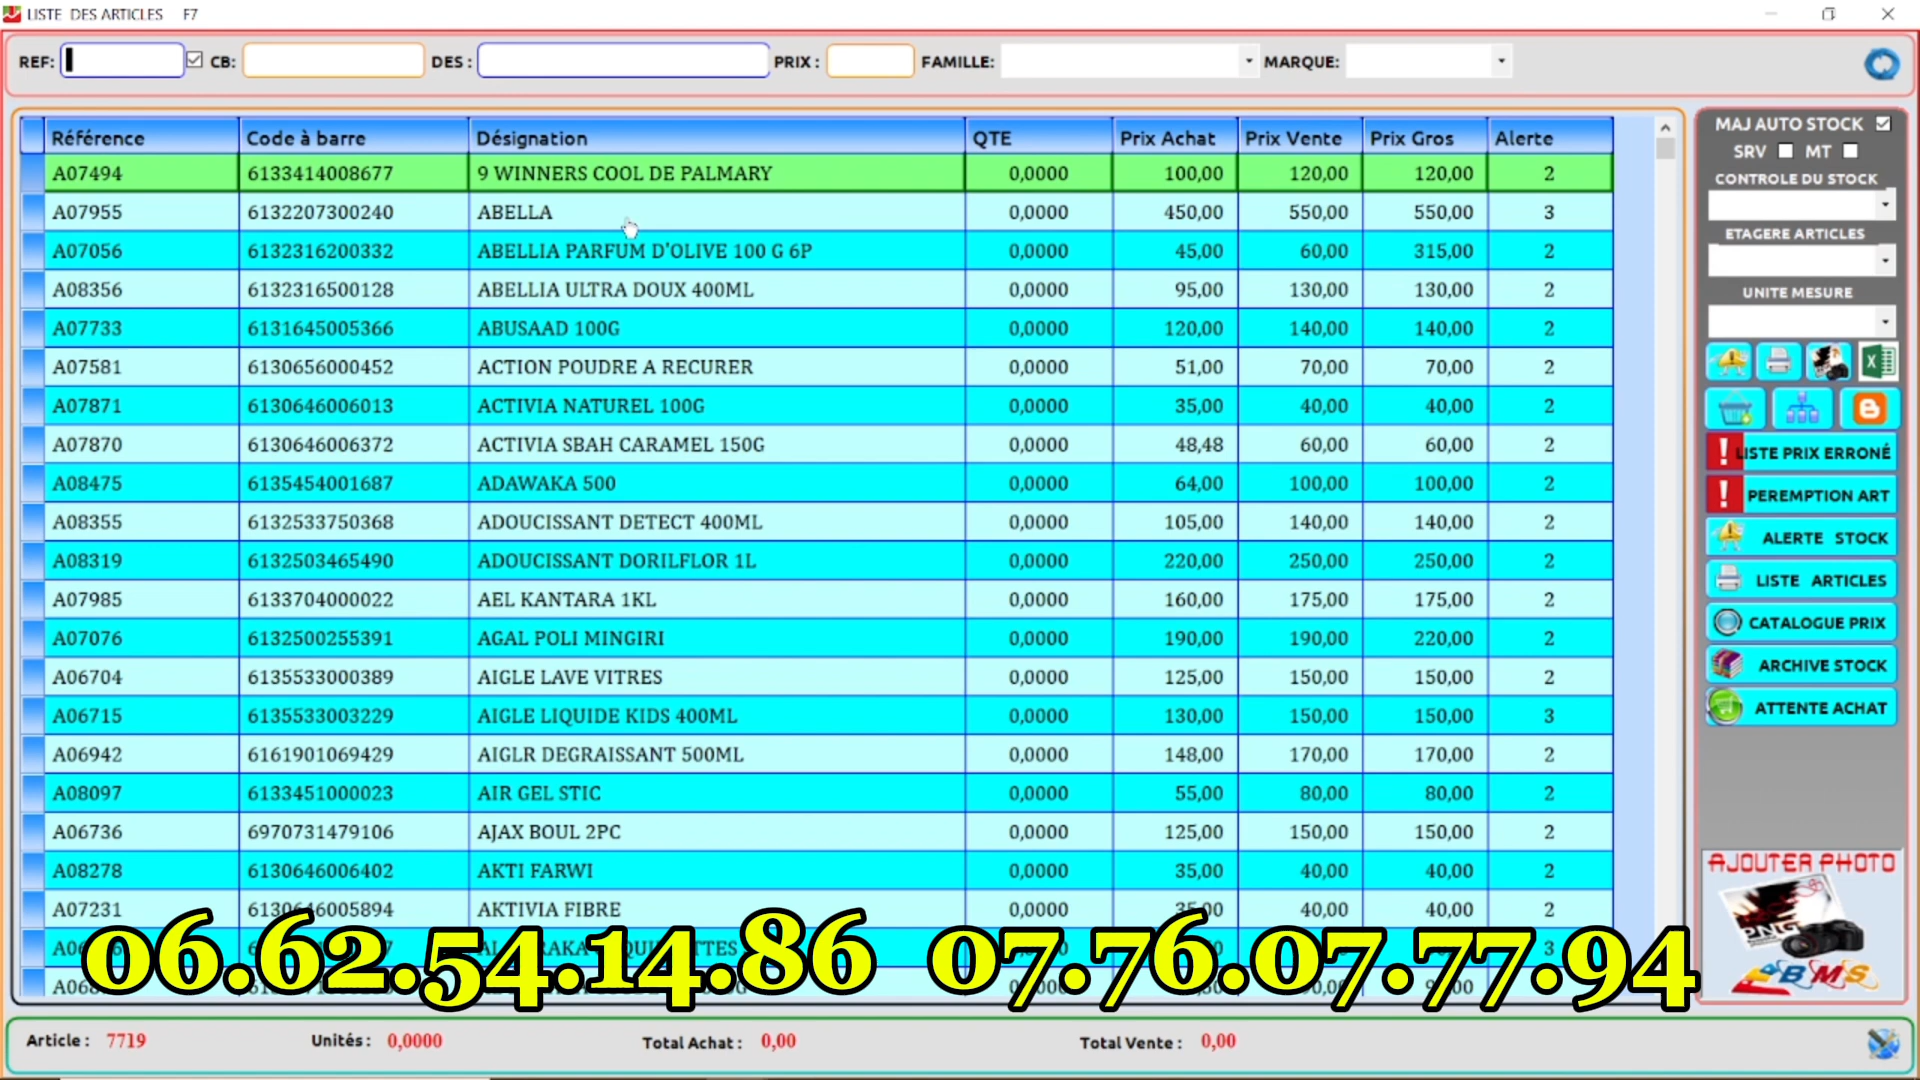 LISTE DES ARTICLES F7
REF: CB: DES : PRIX : FAMILLE: MARQUE:
Référence Code à barre Désignation QTE Prix Achat Prix Vente Prix Gros Alerte
A07494 6133414008677 9 WINNERS COOL DE PALMARY 0,0000 100,00 120,00 120,00 2
A07955 6132207300240 ABELLA 0,0000 450,00 550,00 550,00 3
A07056 6132316200332 ABELLIA PARFUM D'OLIVE 100 G 6P 0,0000 45,00 60,00 315,00 2
A08356 6132316500128 ABELLIA ULTRA DOUX 400ML 0,0000 95,00 130,00 130,00 2
A07733 6131645005366 ABUSAAD 100G 0,0000 120,00 140,00 140,00 2
A07581 6130656000452 ACTION POUDRE A RECURER 0,0000 51,00 70,00 70,00 2
A07871 6130646006013 ACTIVIA NATUREL 100G 0,0000 35,00 40,00 40,00 2
A07870 6130646006372 ACTIVIA SBAH CARAMEL 150G 0,0000 48,48 60,00 60,00 2
A08475 6135454001687 ADAWAKA 500 0,0000 64,00 100,00 100,00 2
A08355 6132533750368 ADOUCISSANT DETECT 400ML 0,0000 105,00 140,00 140,00 2
A08319 6132503465490 ADOUCISSANT DORILFLOR 1L 0,0000 220,00 250,00 250,00 2
A07985 6133704000022 AEL KANTARA 1KL 0,0000 160,00 175,00 175,00 2
A07076 6132500255391 AGAL POLI MINGIRI 0,0000 190,00 190,00 220,00 2
A06704 6135533000389 AIGLE LAVE VITRES 0,0000 125,00 150,00 150,00 2
A06715 6135533003229 AIGLE LIQUIDE KIDS 400ML 0,0000 130,00 150,00 150,00 3
A06942 6161901069429 AIGLR DEGRAISSANT 500ML 0,0000 148,00 170,00 170,00 2
A08097 6133451000023 AIR GEL STIC 0,0000 55,00 80,00 80,00 2
A06736 6970731479106 AJAX BOUL 2PC 0,0000 125,00 150,00 150,00 2
A08278 6130646006402 AKTI FARWI 0,0000 35,00 40,00 40,00 2
A07231 6130646005894 AKTIVIA FIBRE 0,0000 35,00 40,00 40,00 2
06.62.54.14.86 07.76.07.77.94
MAJ AUTO STOCK
SRV MT
CONTROLE DU STOCK
ETAGERE ARTICLES
UNITE MESURE
LISTE PRIX ERRONÉ
PEREMPTION ART
ALERTE STOCK
LISTE ARTICLES
CATALOGUE PRIX
ARCHIVE STOCK
ATTENTE ACHAT
AJOUTER PHOTO
PNG
BMS
Article : 7719 Unités : 0,0000 Total Achat : 0,00 Total Vente : 0,00